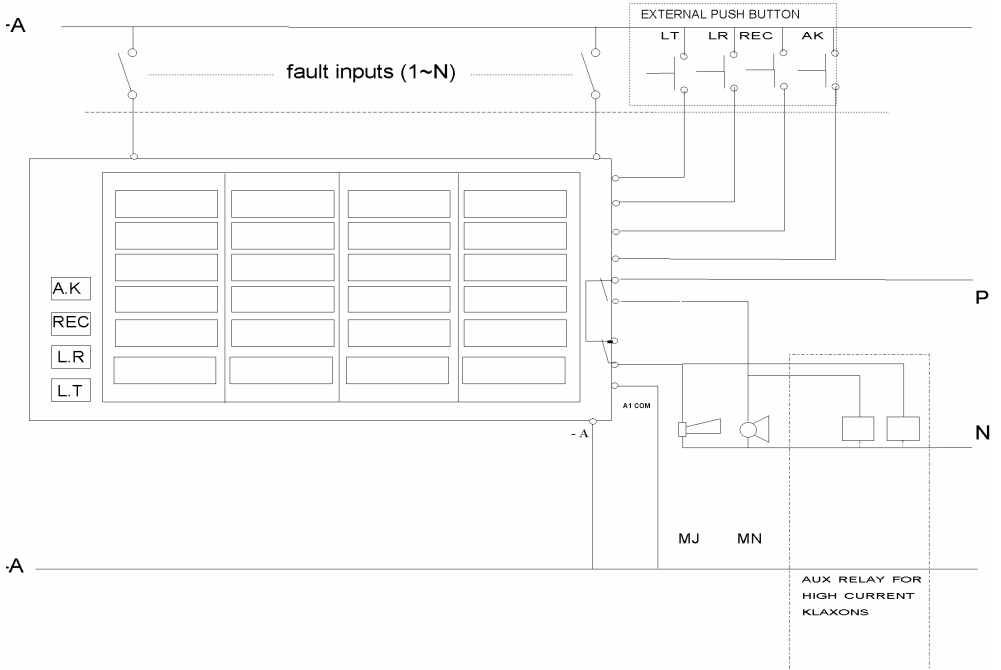 -A
EXTERNAL PUSH BUTTON
LT LR REC AK
fault inputs (1~N)
A.K
REC
L.R
L.T
P
A1 COM
- A
N
MJ MN
-A
AUX RELAY FOR
HIGH CURRENT
KLAXONS